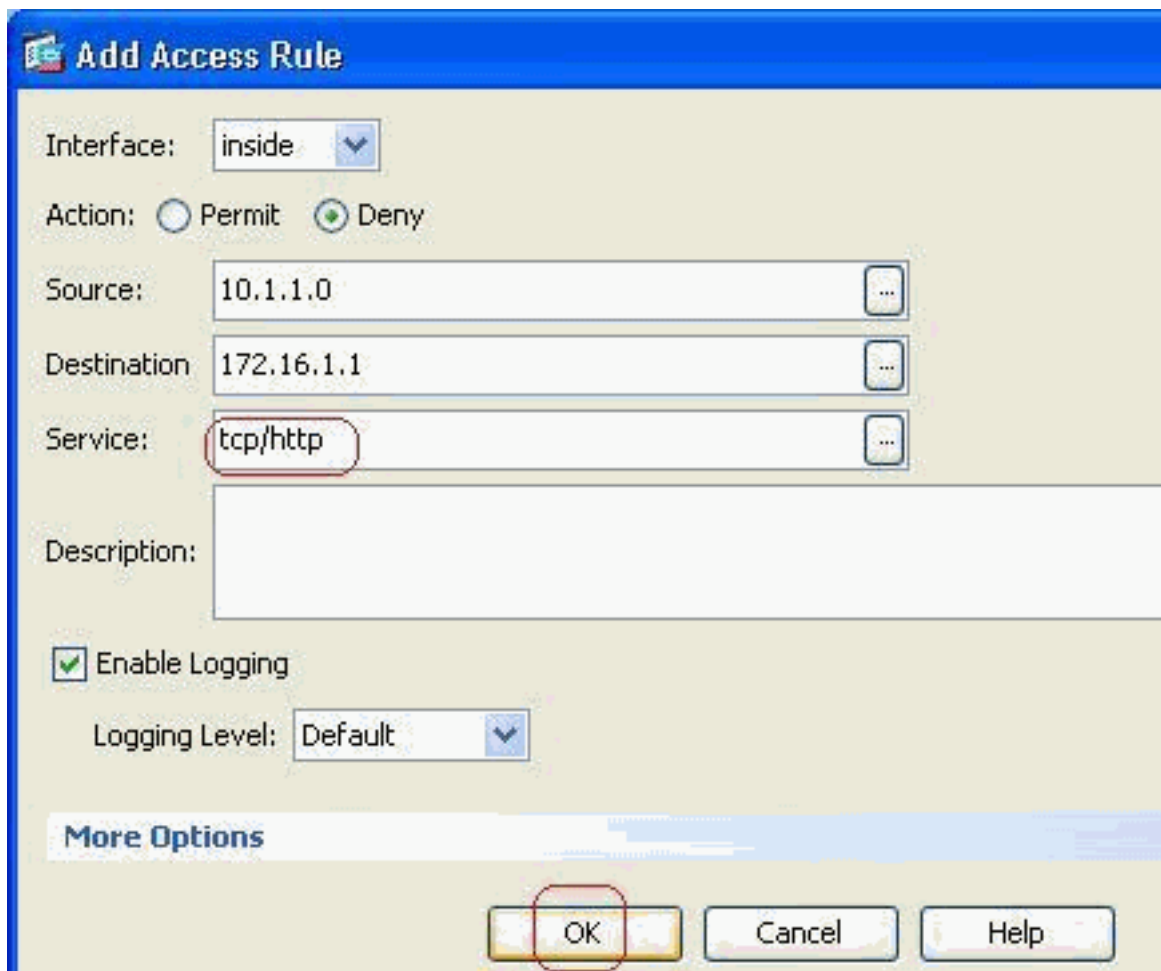 Add Access Rule
Interface: inside
Action: Permit Deny
Source: 10.1.1.0 ...
Destination 172.16.1.1 ...
Service: tcp/http ...
Description:
Enable Logging
Logging Level: Default
More Options
OK Cancel Help